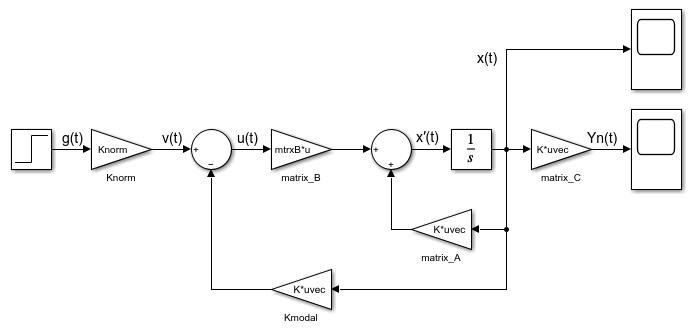 x(t)
g(t)
Knorm
Knorm
v(t)
+
−
u(t)
mtrxB*u
matrix_B
+
+
x′(t)
1
s
K*uvec
matrix_C
Yn(t)
K*uvec
matrix_A
K*uvec
Kmodal